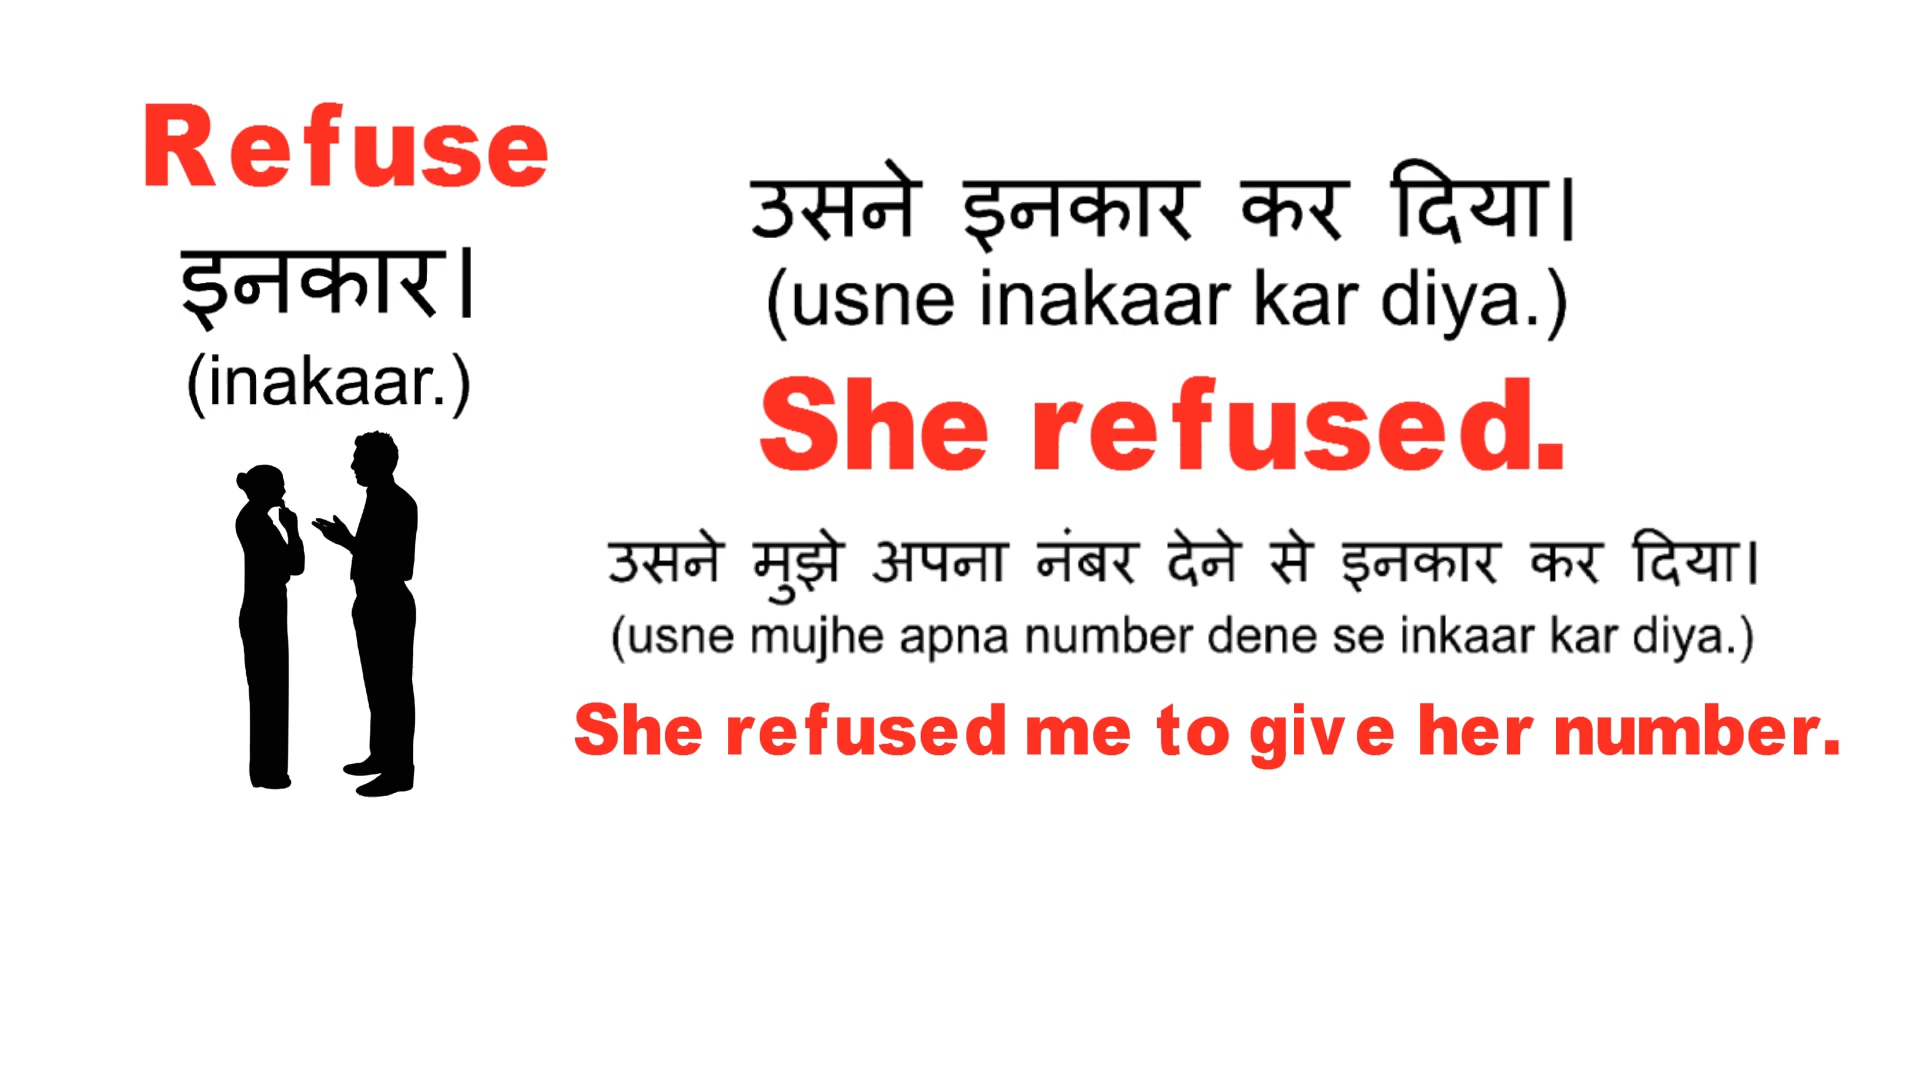 Refuse
इनकार।
(inakaar.)
उसने इनकार कर दिया।
(usne inakaar kar diya.)
She refused.
उसने मुझे अपना नंबर देने से इनकार कर दिया।
(usne mujhe apna number dene se inkaar kar diya.)
She refused me to give her number.